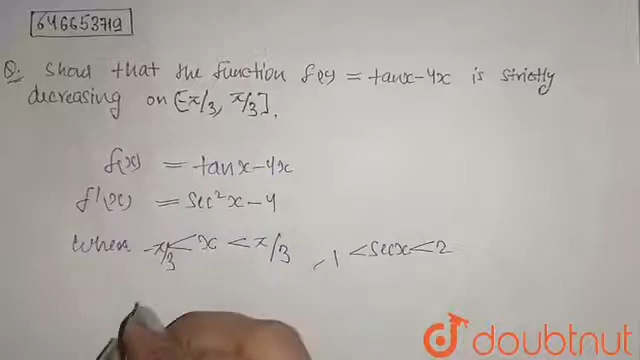 646653719
Q. Show that the function f(x) = tanx-4x is strictly
decreasing on [-π/3, π/3].
f(x) = tanx-4x
f'(x) = sec²x-4
When -π/3 < x < π/3 , 1 < secx < 2
doubtnut